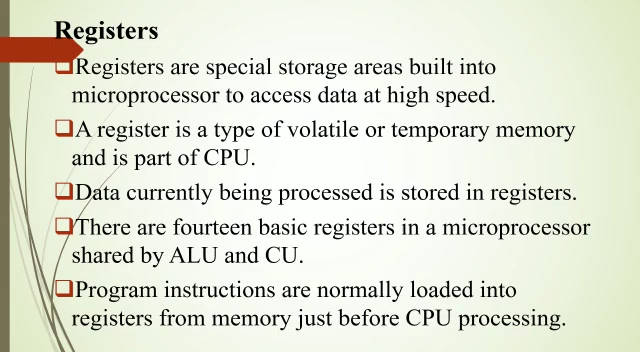 Registers
Registers are special storage areas built into
microprocessor to access data at high speed.
A register is a type of volatile or temporary memory
and is part of CPU.
Data currently being processed is stored in registers.
There are fourteen basic registers in a microprocessor
shared by ALU and CU.
Program instructions are normally loaded into
registers from memory just before CPU processing.